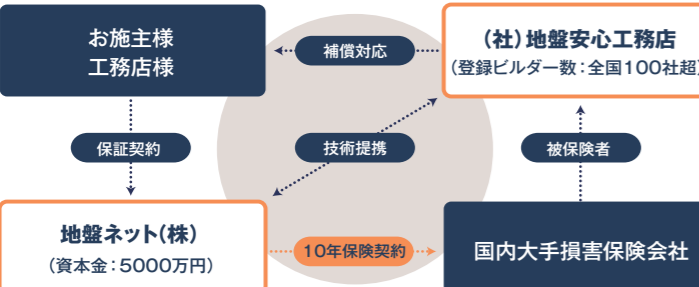 お施主様
工務店様
補償対応
（社）地盤安心工務店
（登録ビルダー数：全国100社超）
保証契約
技術提携
被保険者
地盤ネット（株）
（資本金：5000万円）
10年保険契約
国内大手損害保険会社